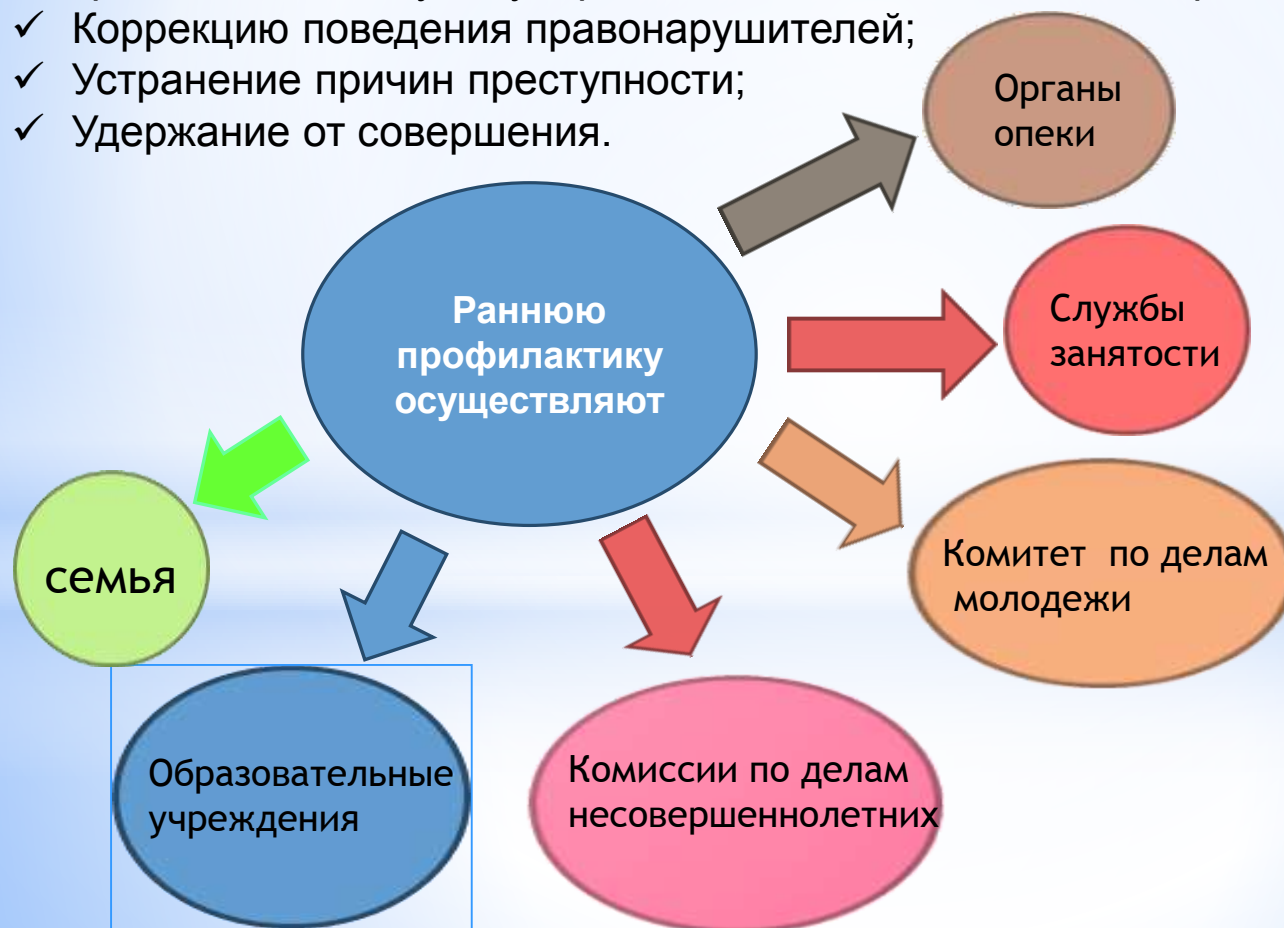 ✓ Коррекцию поведения правонарушителей;
✓ Устранение причин преступности;
✓ Удержание от совершения.
Органы
опеки
Раннюю
профилактику
осуществляют
Службы
занятости
семья
Комитет по делам
молодежи
Образовательные
учреждения
Комиссии по делам
несовершеннолетних